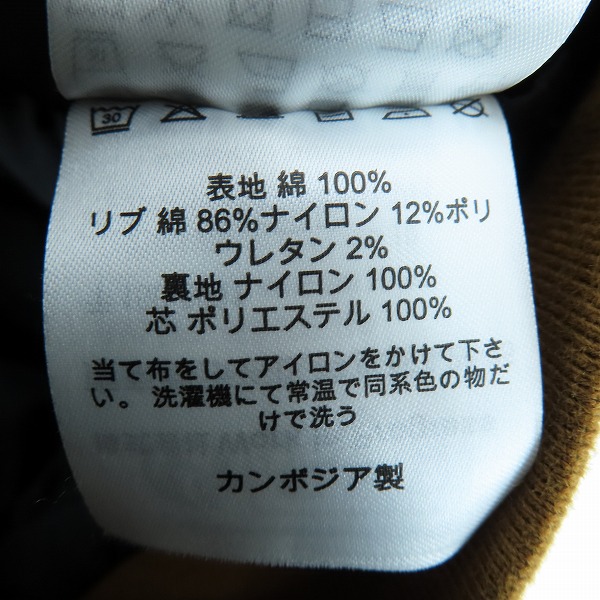 30
表地 綿 100%
リブ 綿 86%ナイロン 12%ポリ
ウレタン 2%
裏地 ナイロン 100%
芯 ポリエステル 100%
当て布をしてアイロンをかけて下さ
い。 洗濯機にて常温で同系色の物だ
けで洗う
カンボジア製